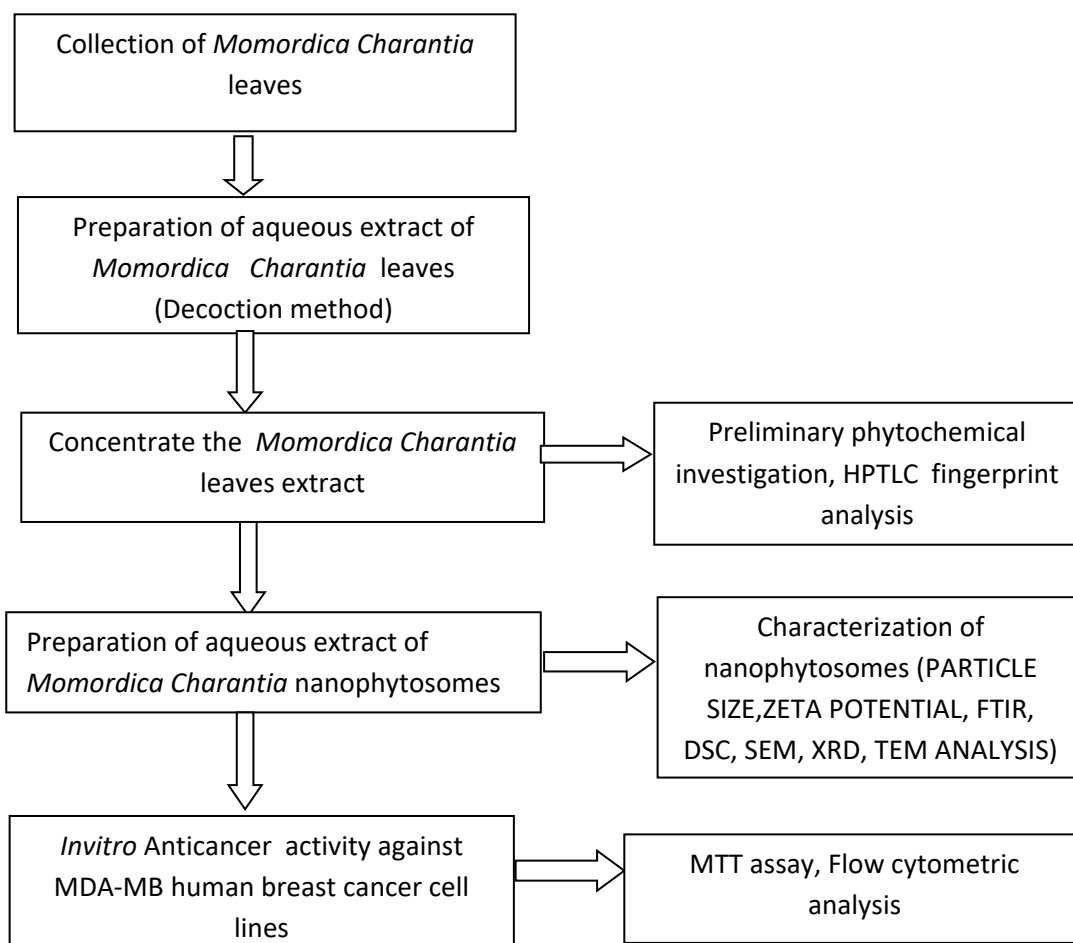 Collection of Momordica Charantia
leaves
Preparation of aqueous extract of
Momordica Charantia leaves
(Decoction method)
Concentrate the Momordica Charantia
leaves extract
Preliminary phytochemical
investigation, HPTLC fingerprint
analysis
Preparation of aqueous extract of
Momordica Charantia nanophytosomes
Characterization of
nanophytosomes (PARTICLE
SIZE,ZETA POTENTIAL, FTIR,
DSC, SEM, XRD, TEM ANALYSIS)
Invitro Anticancer activity against
MDA-MB human breast cancer cell
lines
MTT assay, Flow cytometric
analysis